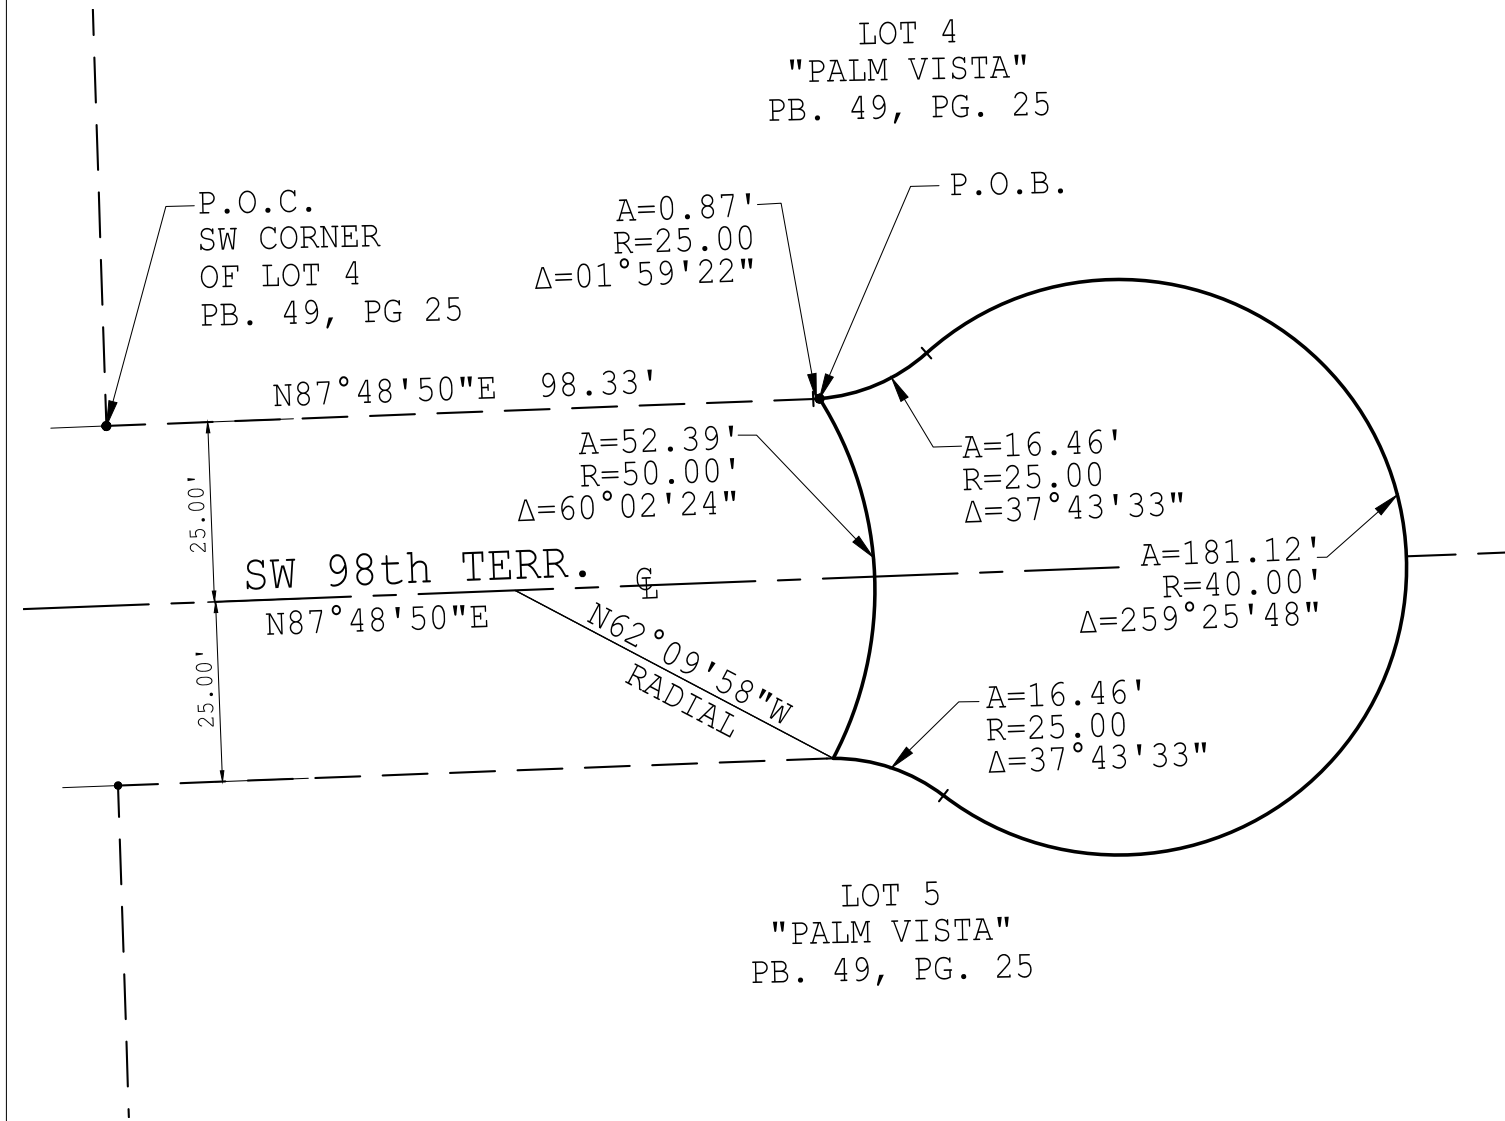 LOT 4
"PALM VISTA"
PB. 49, PG. 25
P.O.C.
SW CORNER
OF LOT 4
PB. 49, PG 25
A=0.87'
R=25.00
Δ=01°59'22"
P.O.B.
N87°48'50"E 98.33'
A=52.39'
R=50.00'
Δ=60°02'24"
A=16.46'
R=25.00
Δ=37°43'33"
25.00'
SW 98th TERR.
℄
N87°48'50"E
A=181.12'
R=40.00'
Δ=259°25'48"
N62°09'58"W
RADIAL
25.00'
A=16.46'
R=25.00
Δ=37°43'33"
LOT 5
"PALM VISTA"
PB. 49, PG. 25